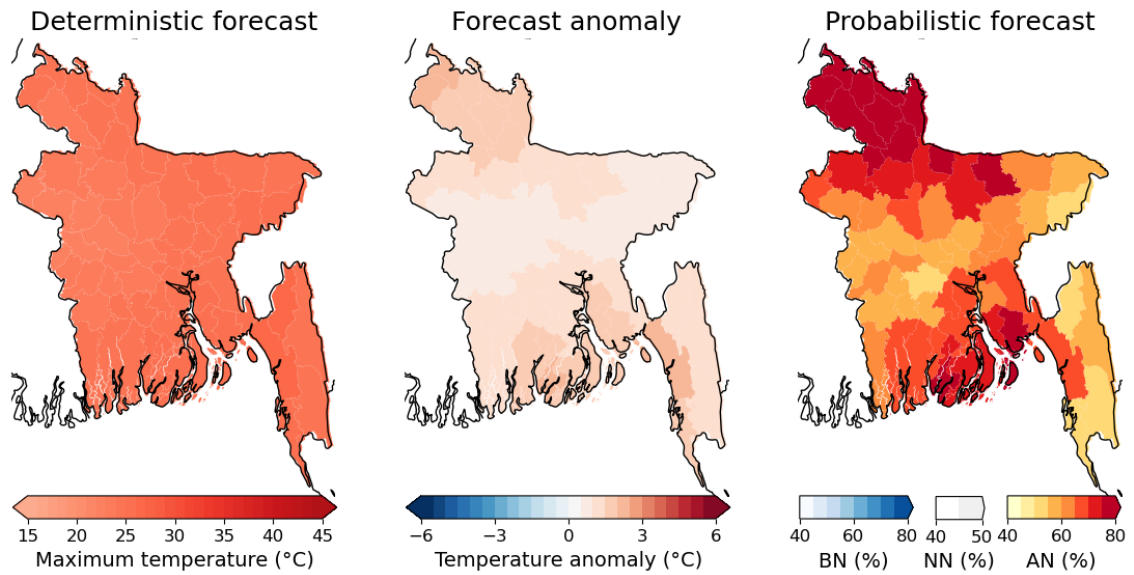 Deterministic forecast
Forecast anomaly
Probabilistic forecast
15 20 25 30 35 40 45
Maximum temperature (°C)
−6 −3 0 3 6
Temperature anomaly (°C)
40 60 80
BN (%)
40 50
NN (%)
40 60 80
AN (%)